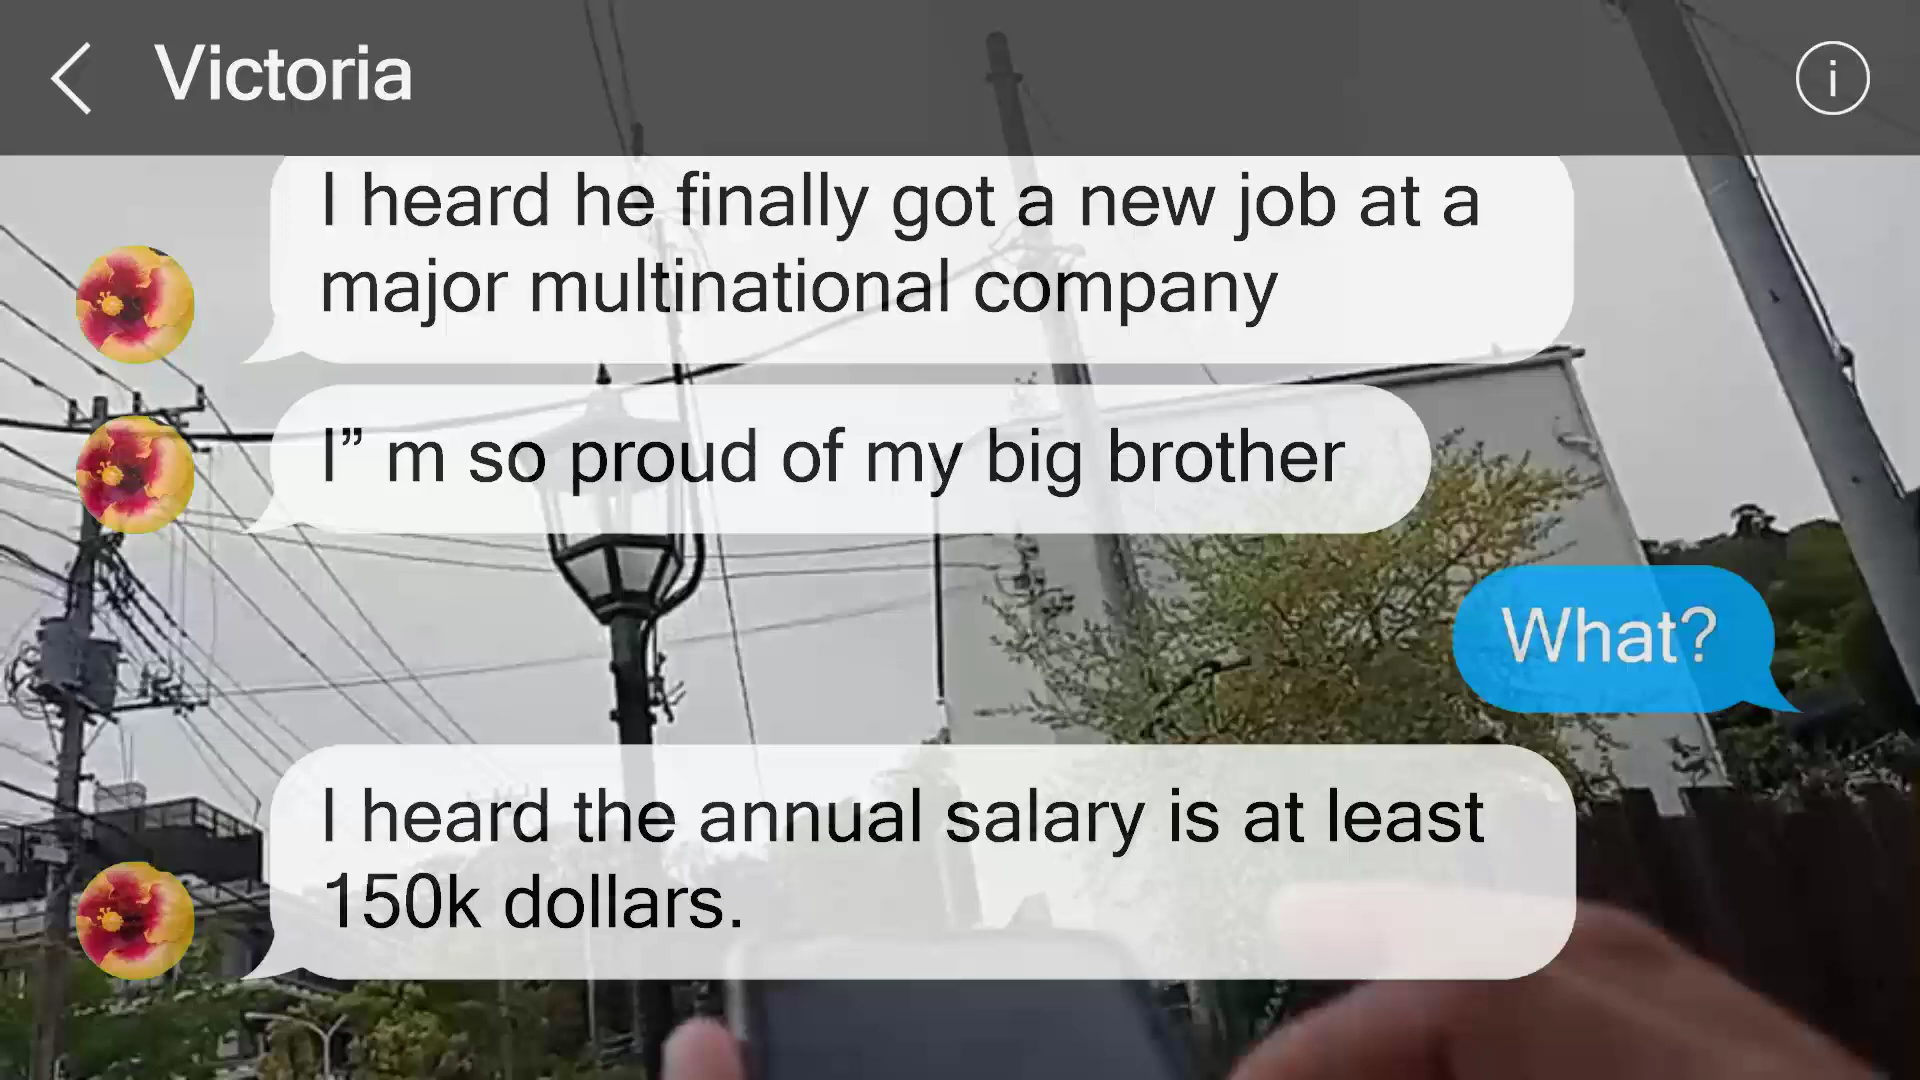 Victoria
I heard he finally got a new job at a
major multinational company
I” m so proud of my big brother
What?
I heard the annual salary is at least
150k dollars.